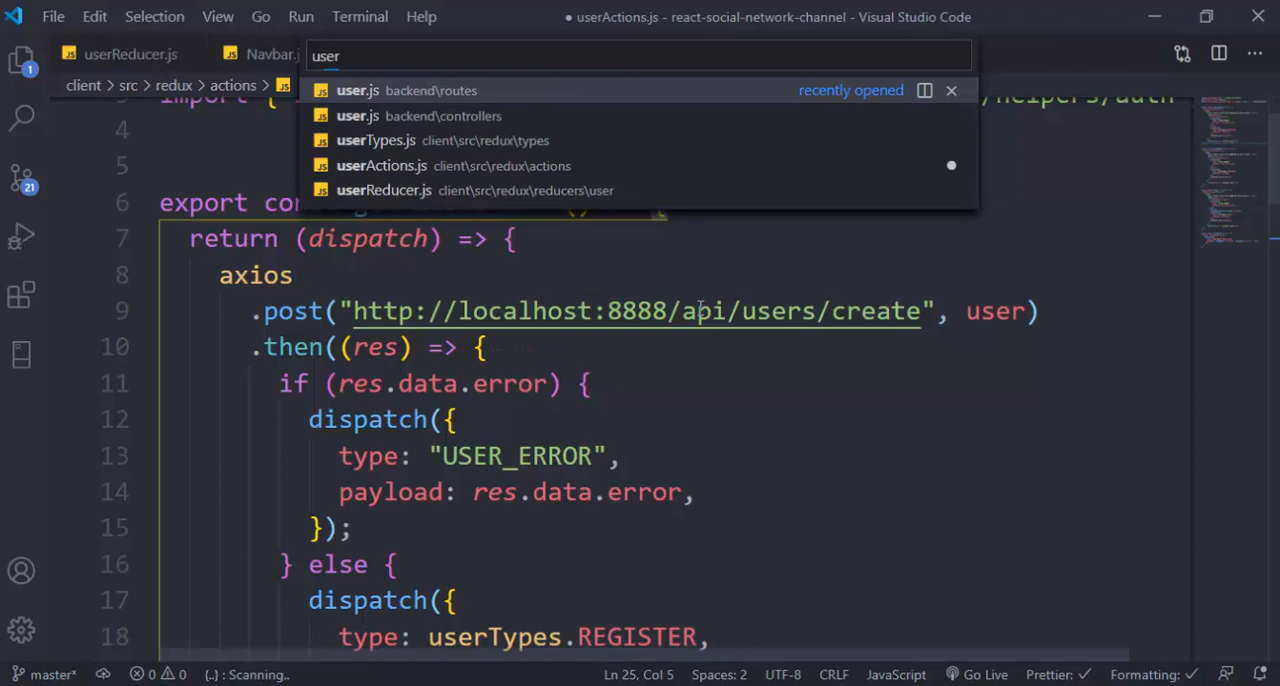 File Edit Selection View Go Run Terminal Help ● userActions.js - react-social-network-channel - Visual Studio Code
userReducer.js Navbar.j
user
client > src > redux > actions >
user.js backend\routes recently opened
user.js backend\controllers
userTypes.js client\src\redux\types
userActions.js client\src\redux\actions
userReducer.js client\src\redux\reducers\user
1
21
4
5
6 export
7 return (dispatch) => {
8 axios
9 .post("http://localhost:8888/api/users/create", user)
10 .then((res) => {
11 if (res.data.error) {
12 dispatch({
13 type: "USER_ERROR",
14 payload: res.data.error,
15 });
16 } else {
17 dispatch({
18 type: userTypes.REGISTER,
master* 0 0 {..} : Scanning.. Ln 25, Col 5 Spaces: 2 UTF-8 CRLF JavaScript Go Live Prettier: ✓ Formatting: ✓